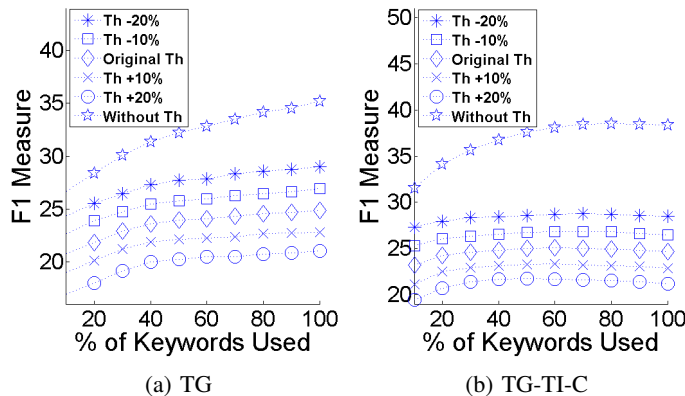 Th -20%
Th -10%
Original Th
Th +10%
Th +20%
Without Th
40
35
30
25
20
F1 Measure
20 40 60 80 100
% of Keywords Used
(a) TG
Th -20%
Th -10%
Original Th
Th +10%
Th +20%
Without Th
50
45
40
35
30
25
20
F1 Measure
20 40 60 80 100
% of Keywords Used
(b) TG-TI-C